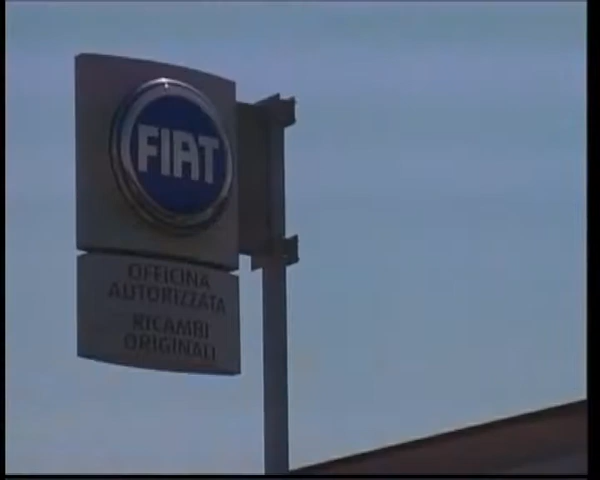 FIAT
OFFICINA
AUTORIZZATA
RICAMBI
ORIGINALI